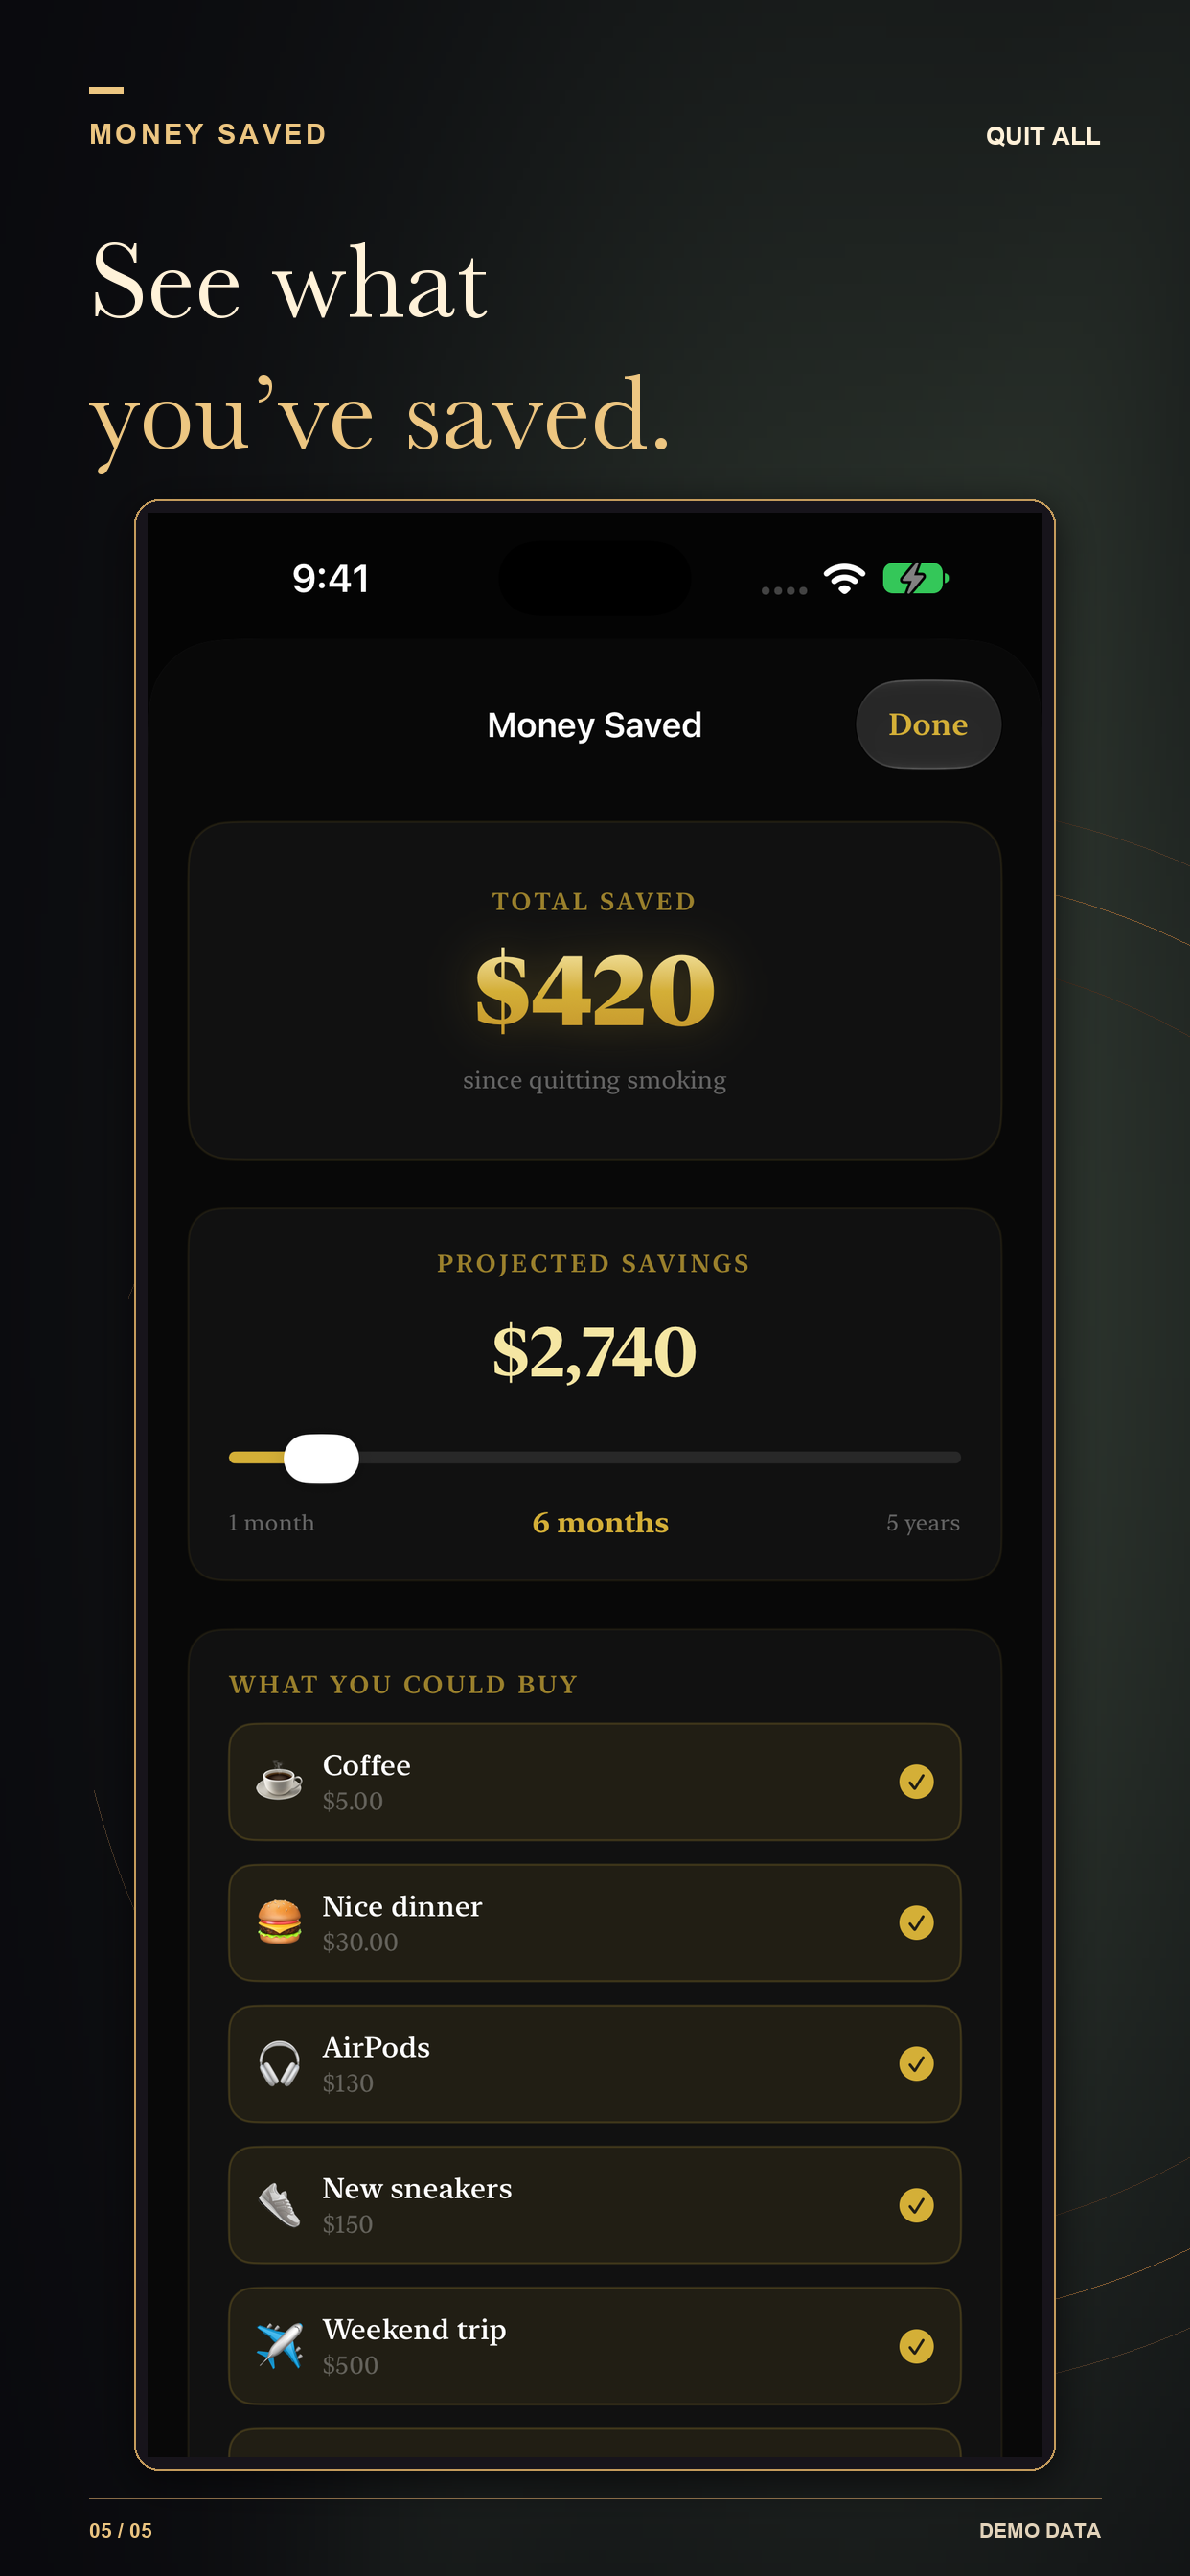 MONEY SAVED
QUIT ALL
See what
you’ve saved.
9:41
Money Saved
Done
TOTAL SAVED
$420
since quitting smoking
PROJECTED SAVINGS
$2,740
1 month
6 months
5 years
WHAT YOU COULD BUY
Coffee
$5.00
Nice dinner
$30.00
AirPods
$130
New sneakers
$150
Weekend trip
$500
05 / 05
DEMO DATA